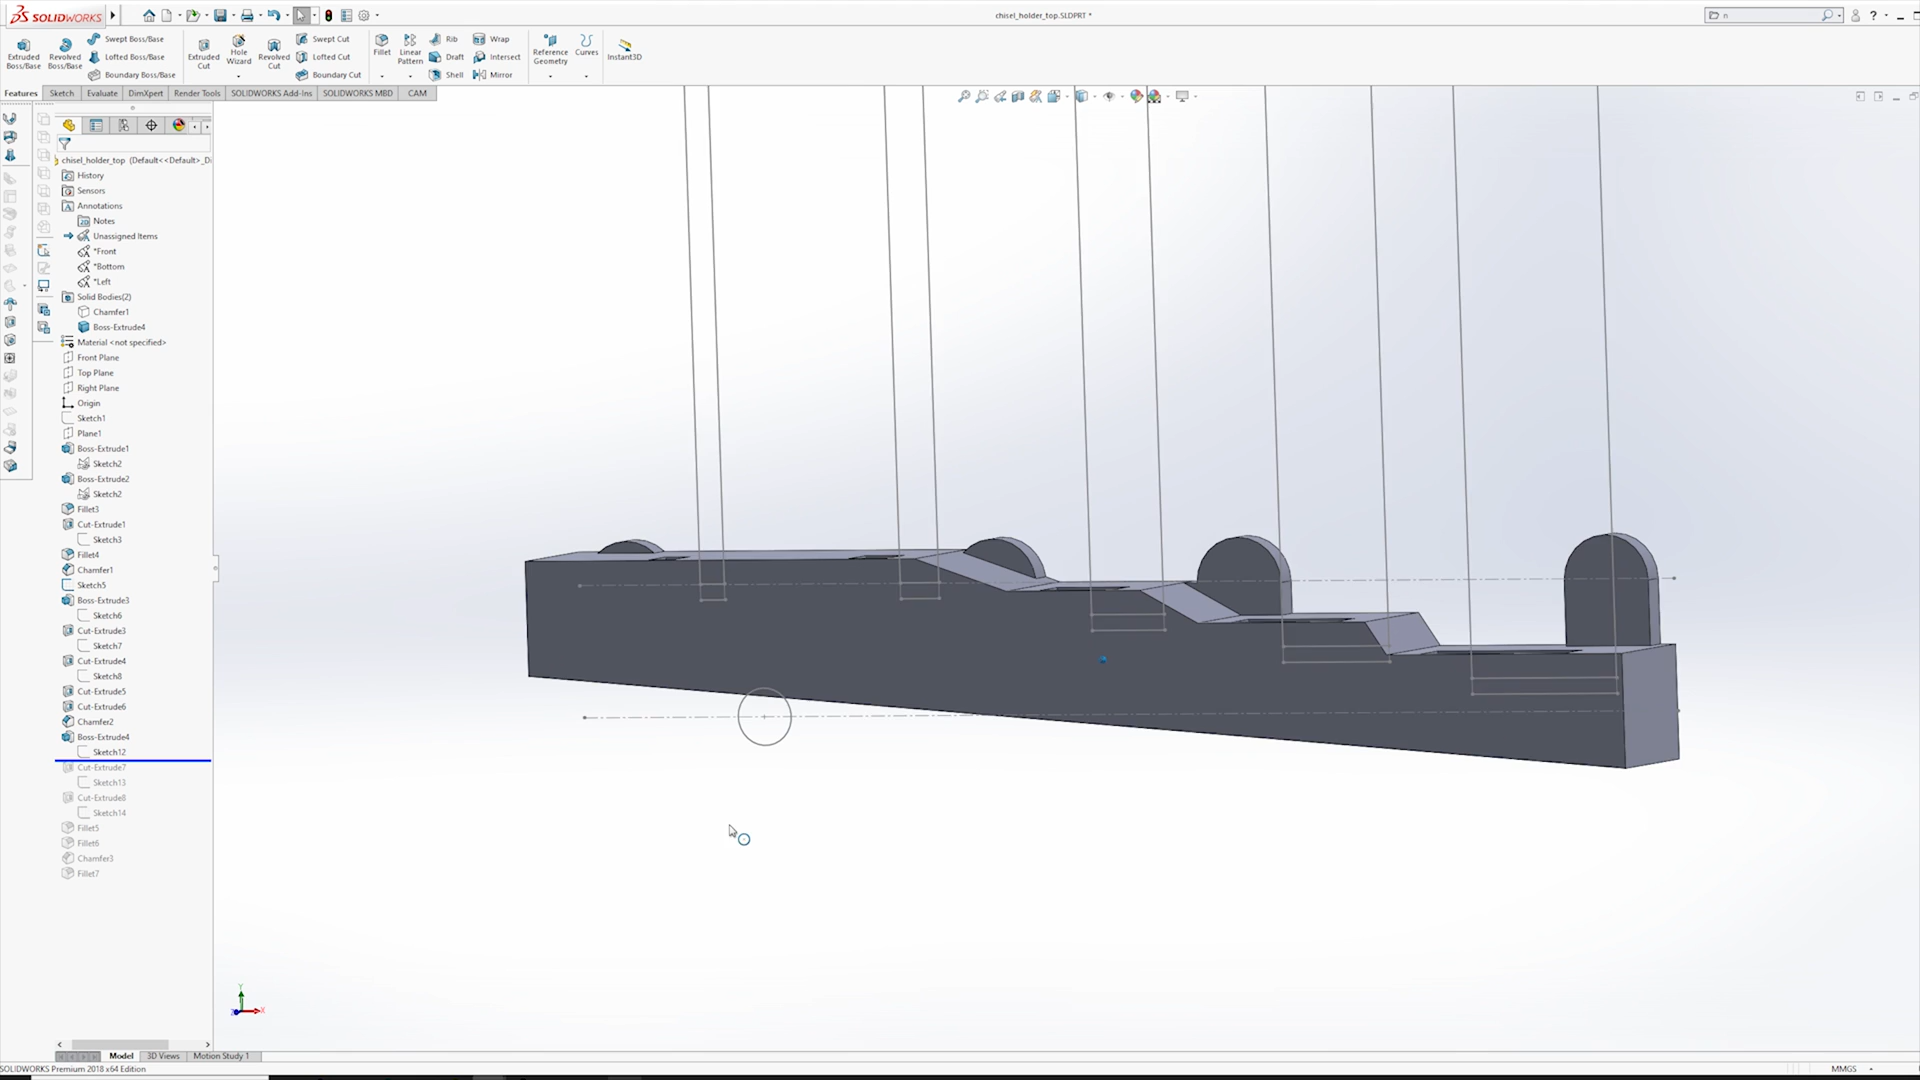 SOLIDWORKS
chisel_holder_top.SLDPRT *
n
?
Extruded Boss/Base
Revolved Boss/Base
Swept Boss/Base
Lofted Boss/Base
Boundary Boss/Base
Extruded Cut
Hole Wizard
Revolved Cut
Swept Cut
Lofted Cut
Boundary Cut
Fillet
Linear Pattern
Rib
Draft
Shell
Wrap
Intersect
Mirror
Reference Geometry
Curves
Instant3D
Features
Sketch
Evaluate
DimXpert
Render Tools
SOLIDWORKS Add-Ins
SOLIDWORKS MBD
CAM
chisel_holder_top (Default<<Default>_Di
History
Sensors
Annotations
Notes
Unassigned Items
*Front
*Bottom
*Left
Solid Bodies(2)
Chamfer1
Boss-Extrude4
Material <not specified>
Front Plane
Top Plane
Right Plane
Origin
Sketch1
Plane1
Boss-Extrude1
Sketch2
Boss-Extrude2
Sketch2
Fillet3
Cut-Extrude1
Sketch3
Fillet4
Chamfer1
Sketch5
Boss-Extrude3
Sketch6
Cut-Extrude3
Sketch7
Cut-Extrude4
Sketch8
Cut-Extrude5
Cut-Extrude6
Chamfer2
Boss-Extrude4
Sketch12
Cut-Extrude7
Sketch13
Cut-Extrude8
Sketch14
Fillet5
Fillet6
Chamfer3
Fillet7
Y
X
Z
Model
3D Views
Motion Study 1
SOLIDWORKS Premium 2018 x64 Edition
MMGS